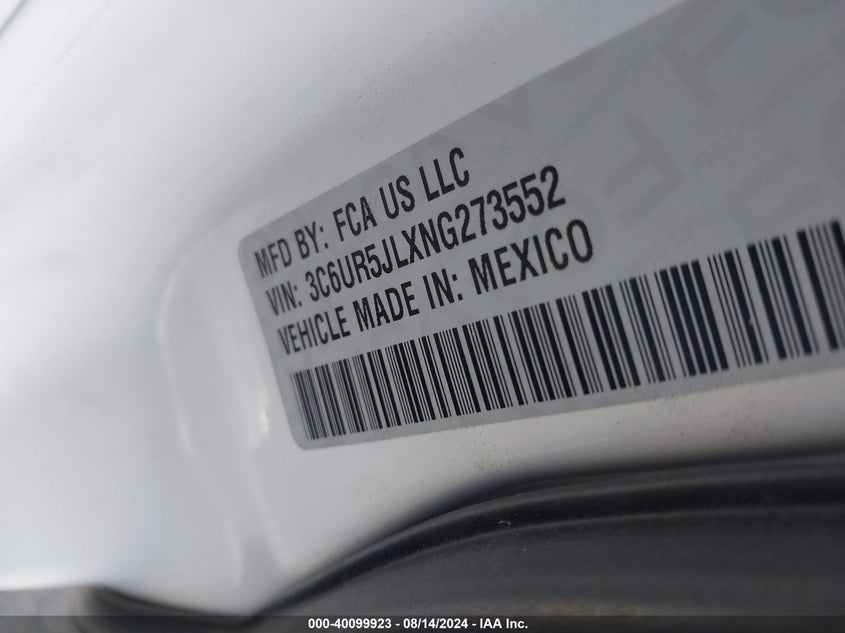 MFD BY: FCA US LLC
VIN: 3C6UR5JLXNG273552
VEHICLE MADE IN: MEXICO
000-40099923 - 08/14/2024 - IAA Inc.